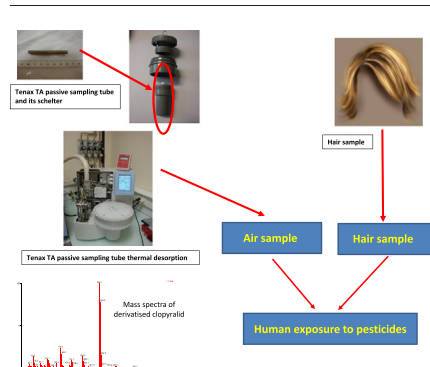 Tenax TA passive sampling tube
and its schelter
Hair sample
Tenax TA passive sampling tube thermal desorption
Air sample
Hair sample
Mass spectra of
derivatised clopyralid
Human exposure to pesticides